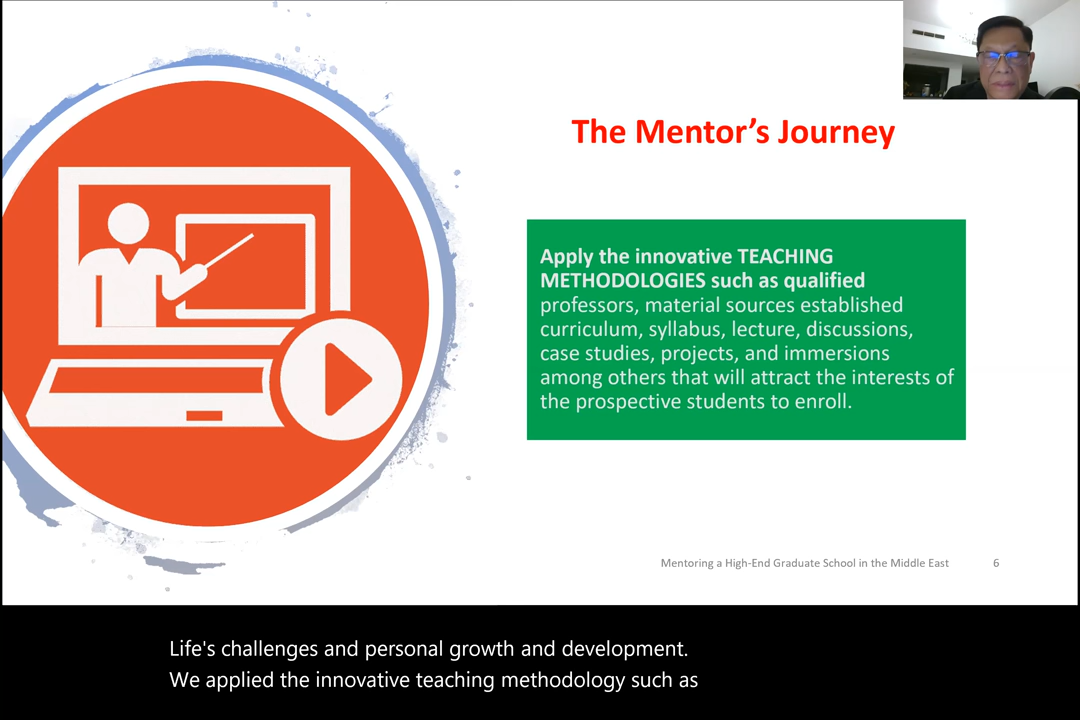 The Mentor's Journey
Apply the innovative TEACHING
METHODOLOGIES such as qualified
professors, material sources established
curriculum, syllabus, lecture, discussions,
case studies, projects, and immersions
among others that will attract the interests of
the prospective students to enroll.
Mentoring a High-End Graduate School in the Middle East 6
Life's challenges and personal growth and development.
We applied the innovative teaching methodology such as